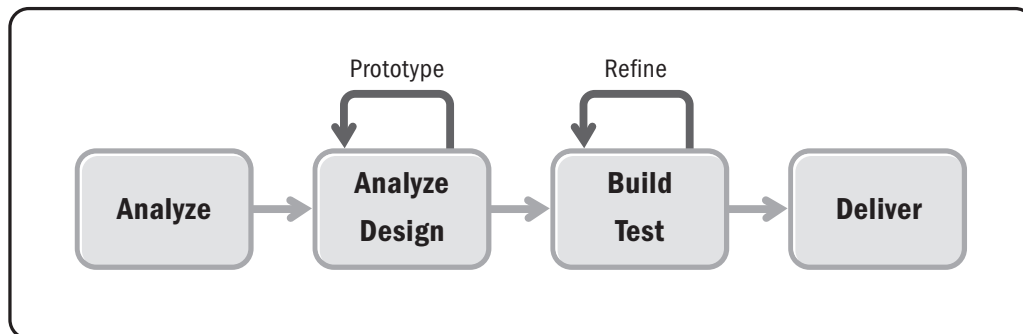 Prototype
Refine
Analyze
Analyze
Design
Build
Test
Deliver